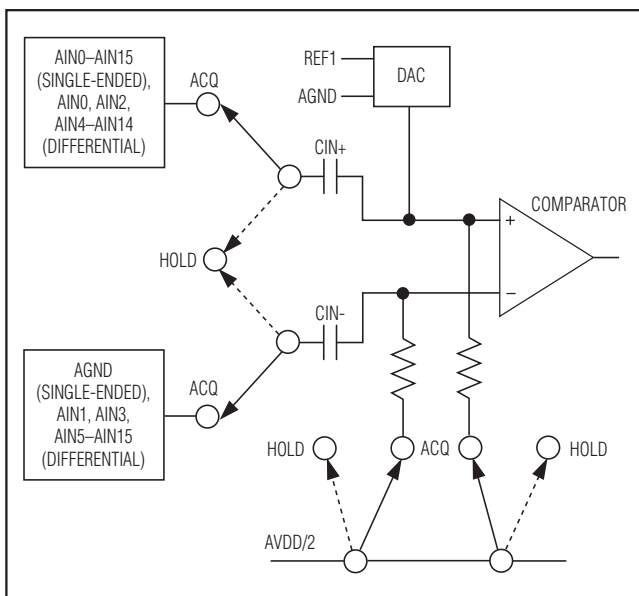 AIN0–AIN15
(SINGLE-ENDED),
AIN0, AIN2,
AIN4–AIN14
(DIFFERENTIAL)
ACQ
REF1
AGND
DAC
CIN+
COMPARATOR
+
−
HOLD
CIN-
AGND
(SINGLE-ENDED),
AIN1, AIN3,
AIN5–AIN15
(DIFFERENTIAL)
ACQ
HOLD
ACQ
HOLD
AVDD/2